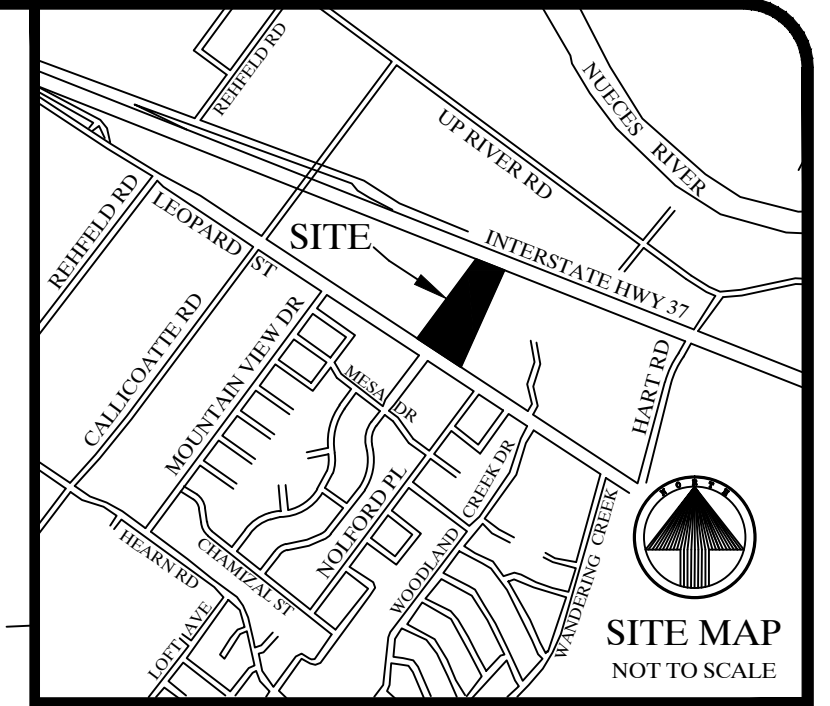 REHFELD RD
NUECES RIVER
UP RIVER RD
REHFELD RD
LEOPARD ST
SITE
INTERSTATE HWY 37
CALLICOATTE RD
MOUNTAIN VIEW DR
MESA DR
HART RD
NOLFORD PL
WOODLAND CREEK DR
WANDERING CREEK
HEARN RD
CHAMIZAL ST
LOFT AVE
NORTH
SITE MAP
NOT TO SCALE